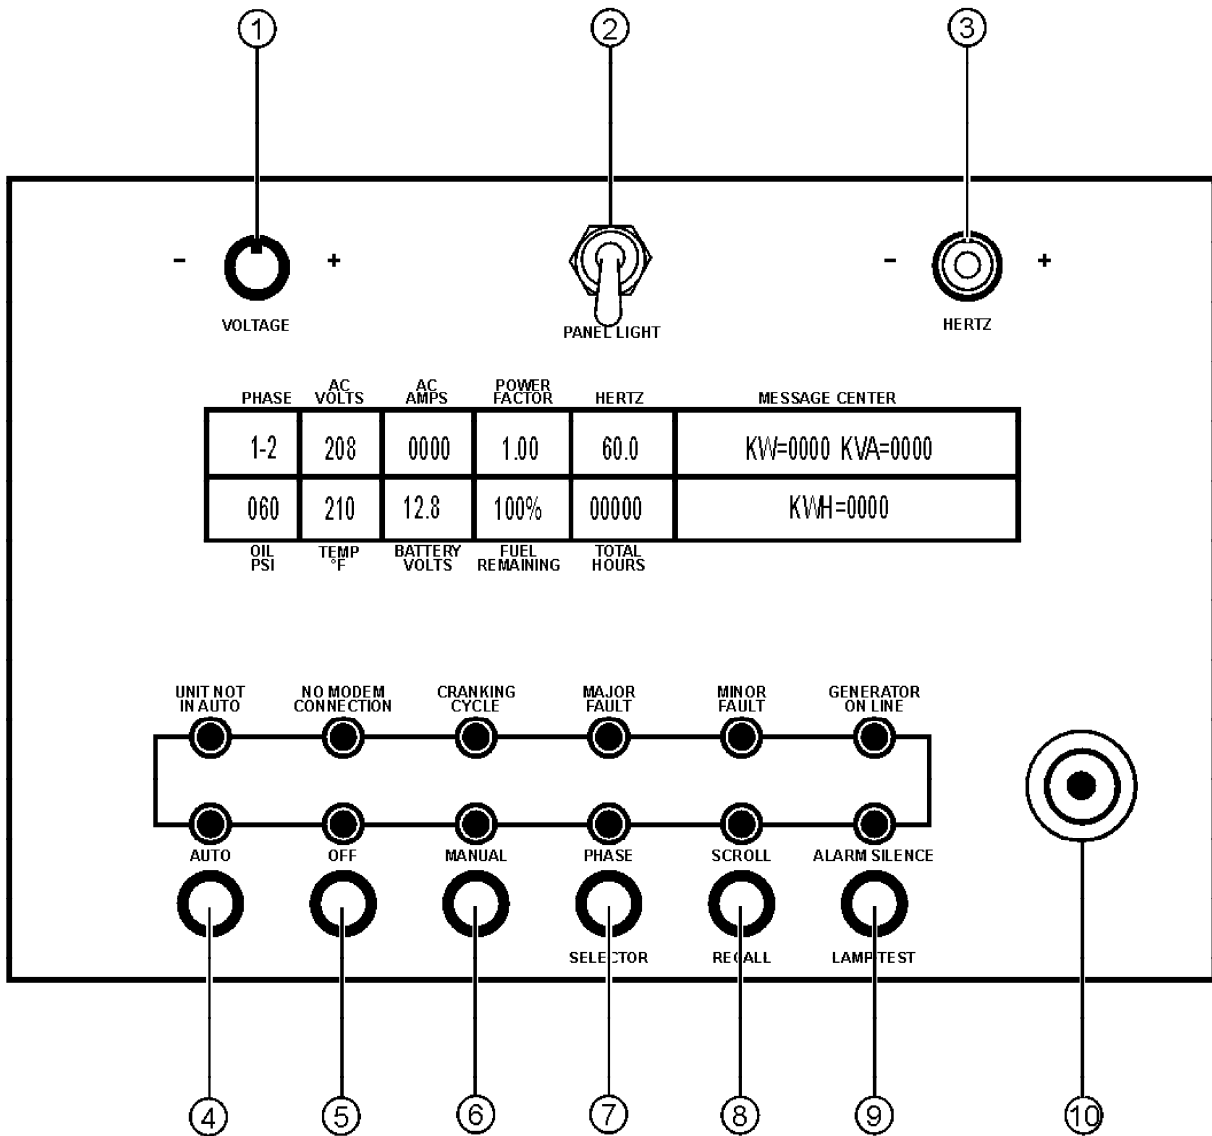 1 2 3
- + - +
VOLTAGE PANEL LIGHT HERTZ
PHASE AC VOLTS AC AMPS POWER FACTOR HERTZ MESSAGE CENTER
1-2 208 0000 1.00 60.0 KW=0000 KVA=0000
060 210 12.8 100% 00000 KWH=0000
OIL PSI TEMP °F BATTERY VOLTS FUEL REMAINING TOTAL HOURS
UNIT NOT IN AUTO NO MODEM CONNECTION CRANKING CYCLE MAJOR FAULT MINOR FAULT GENERATOR ON LINE
AUTO OFF MANUAL PHASE SCROLL ALARM SILENCE
SELECTOR RECALL LAMP TEST
4 5 6 7 8 9 10